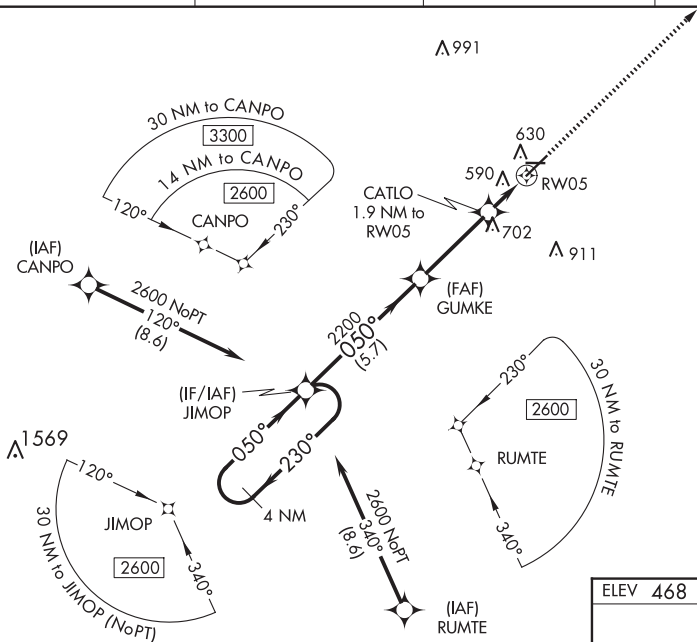 991
30 NM to CANPO
3300
14 NM to CANPO
2600
120°
CANPO
230°
630
590
RW05
CATLO
1.9 NM to
RW05
702
911
(IAF)
CANPO
2600 NoPT
120°
(8.6)
(FAF)
GUMKE
2200
050°
(5.7)
(IF/IAF)
JIMOP
050°
230°
4 NM
230°
2600
30 NM to RUMTE
RUMTE
340°
1569
120°
JIMOP
2600
340°
30 NM to JIMOP (NoPT)
2600 NoPT
340°
(8.6)
(IAF)
RUMTE
ELEV 468